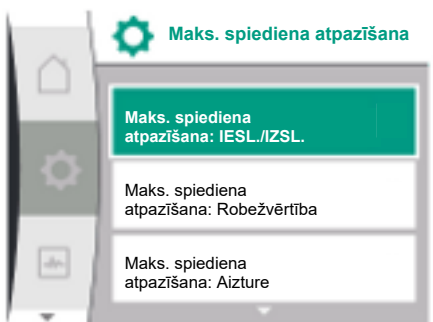 Maks. spiediena atpazīšana
Maks. spiediena
atpazīšana: IESL./IZSL.
Maks. spiediena
atpazīšana: Robežvērtība
Maks. spiediena
atpazīšana: Aizture